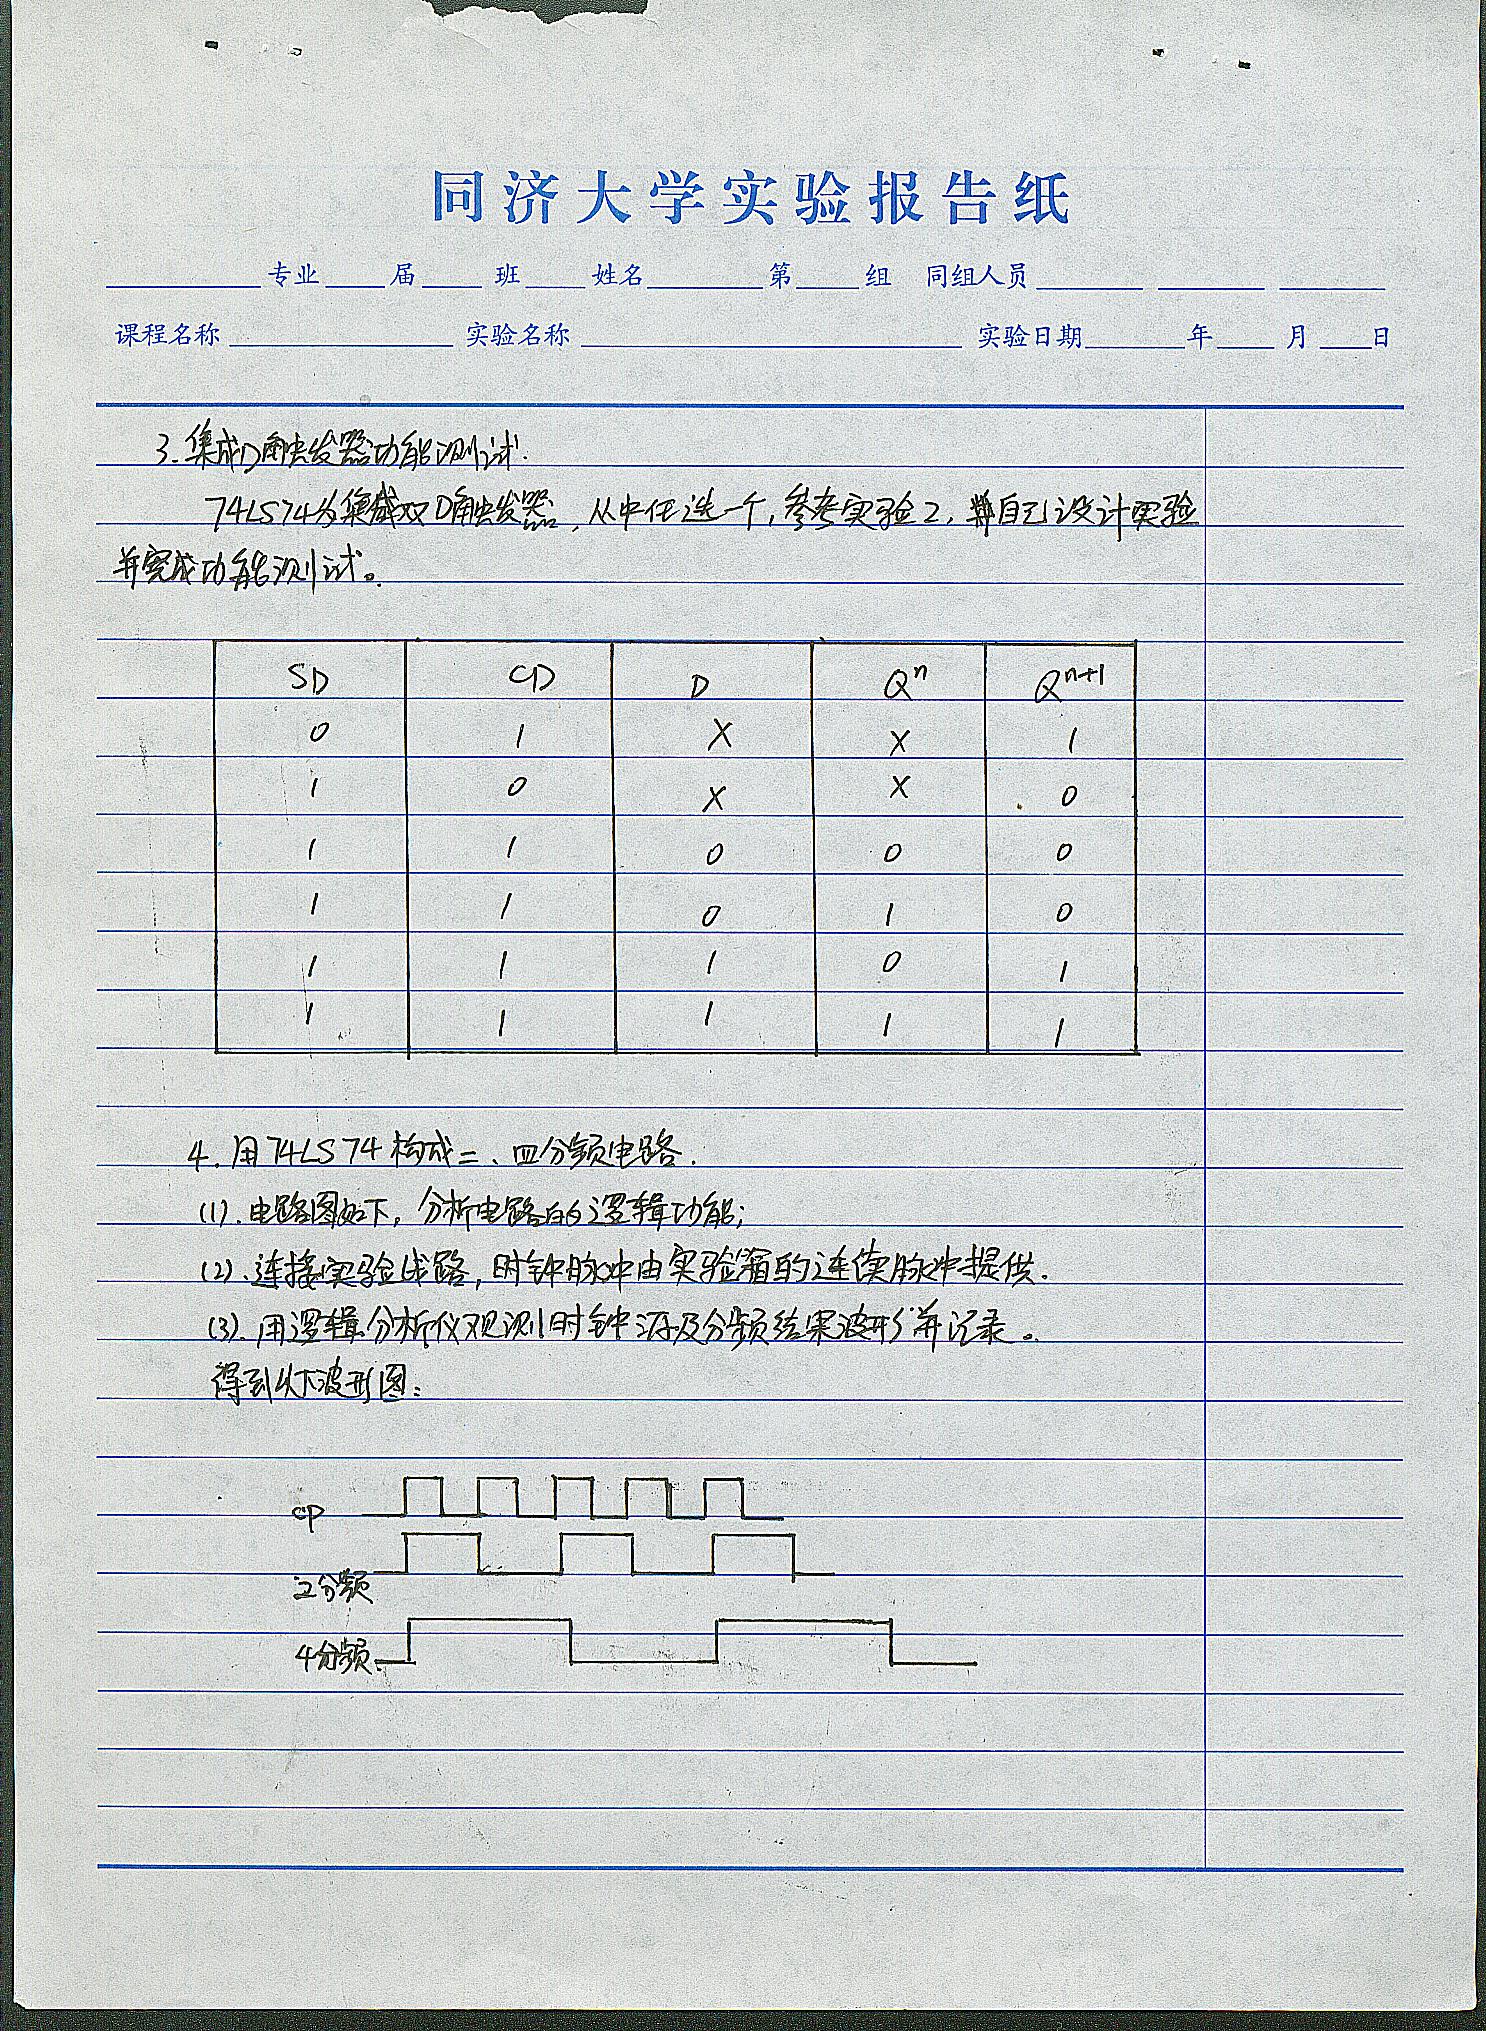 同济大学实验报告纸
专业 届 班 姓名 第 组 同组人员
课程名称 实验名称 实验日期 年 月 日
3.集成D触发器功能测试.
74LS74为集成双D触发器,从中任选一个,参考实验2,自己设计实验
并完成功能测试。
SD CD D Qⁿ Qⁿ⁺¹
0 1 X X 1
1 0 X X 0
1 1 0 0 0
1 1 0 1 0
1 1 1 0 1
1 1 1 1 1
4.用74LS74构成二、四分频电路.
(1).电路图如下,分析电路的逻辑功能;
(2).连接实验线路,时钟脉冲由实验箱的连续脉冲提供.
(3).用逻辑分析仪观测时钟源及分频结果波形并记录。
得到以下波形图:
CP
2分频
4分频